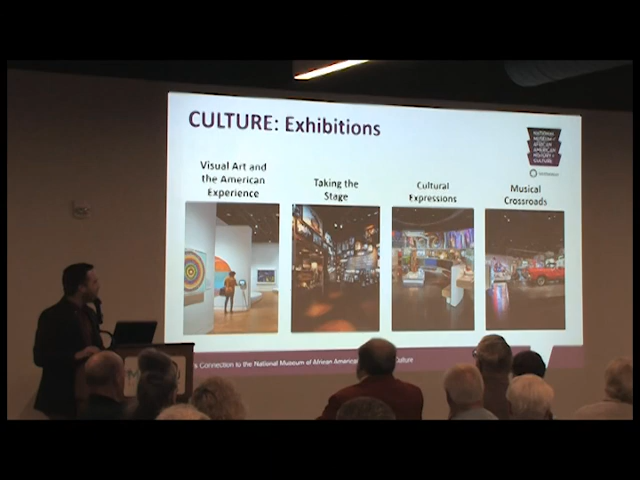 CULTURE: Exhibitions
NATIONAL
MUSEUM of
AFRICAN
AMERICAN
HISTORY &
CULTURE
Visual Art and
the American
Experience
Taking the
Stage
Cultural
Expressions
Musical
Crossroads
Connection to the National Museum of African American Culture